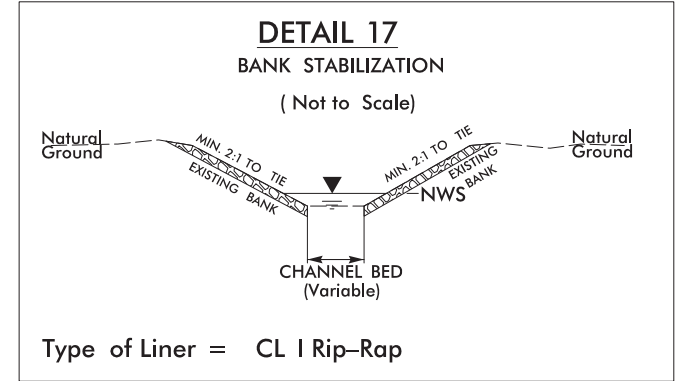 DETAIL 17
BANK STABILIZATION
( Not to Scale)
Natural
Ground
MIN. 2:1 TO TIE
EXISTING BANK
MIN. 2:1 TO TIE
EXISTING
BANK
Natural
Ground
NWS
CHANNEL BED
(Variable)
Type of Liner = CL I Rip-Rap